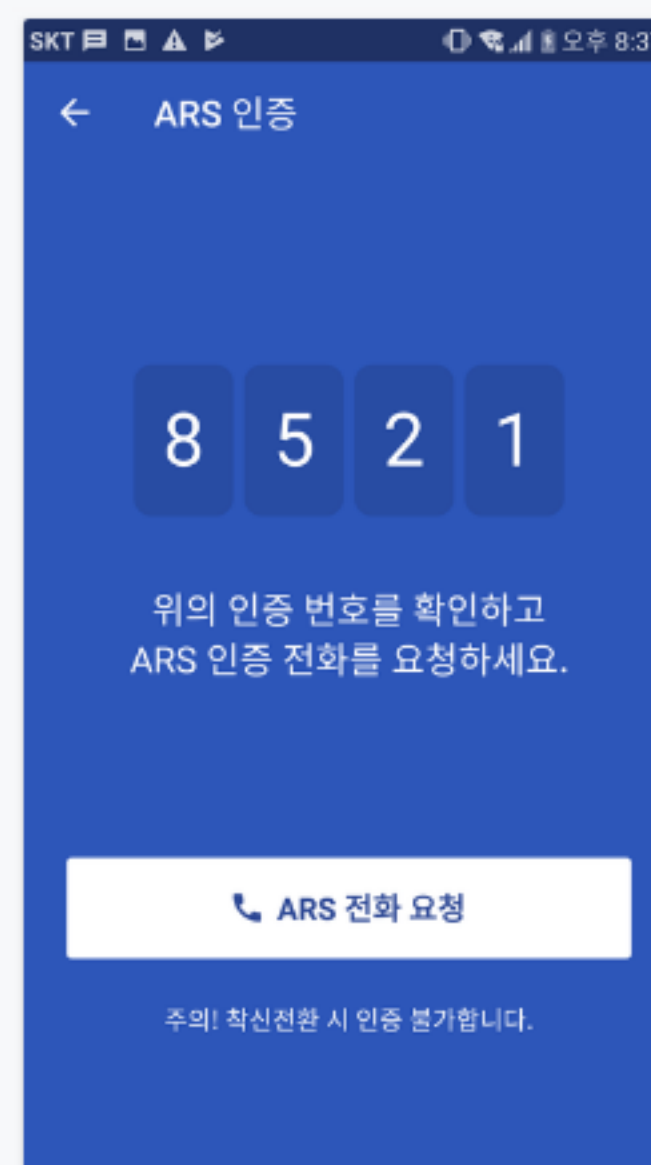 SKT 오후 8:3
ARS 인증
8 5 2 1
위의 인증 번호를 확인하고
ARS 인증 전화를 요청하세요.
ARS 전화 요청
주의! 착신전환 시 인증 불가합니다.